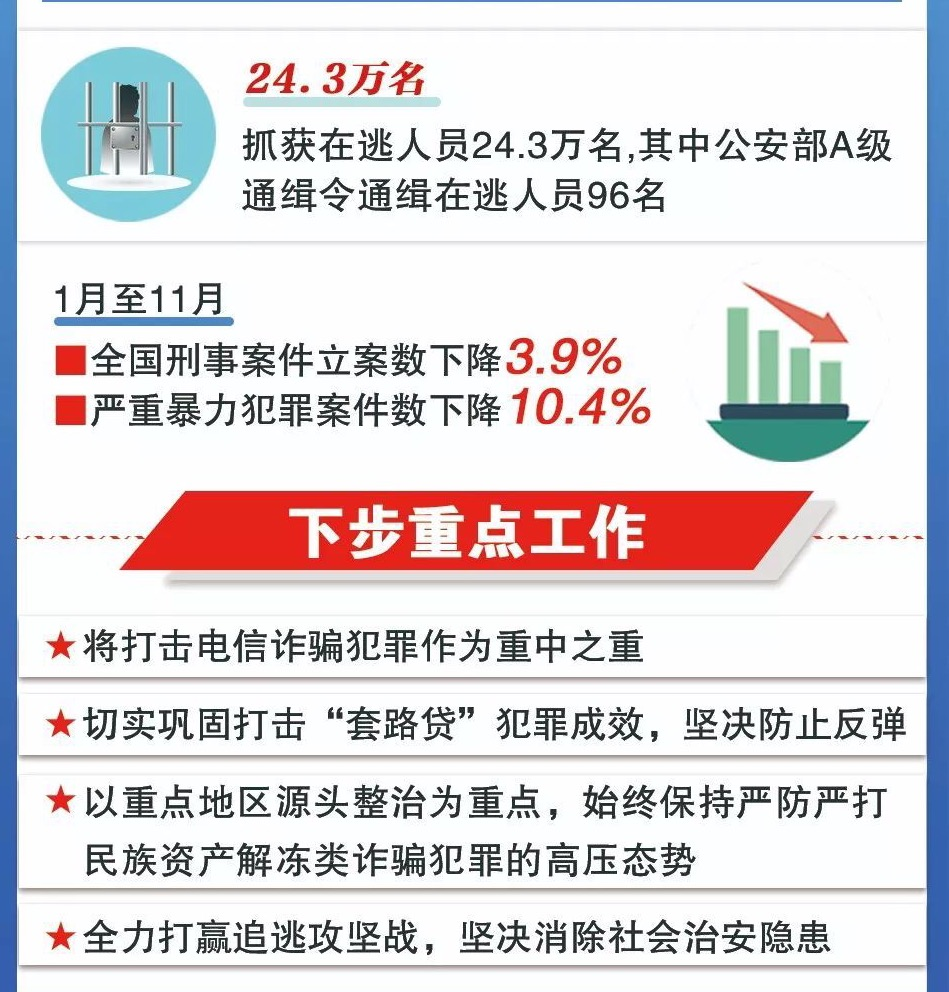 24.3万名
抓获在逃人员24.3万名,其中公安部A级
通缉令通缉在逃人员96名
1月至11月
全国刑事案件立案数下降3.9%
严重暴力犯罪案件数下降10.4%
下步重点工作
★将打击电信诈骗犯罪作为重中之重
★切实巩固打击“套路贷”犯罪成效，坚决防止反弹
★以重点地区源头整治为重点，始终保持严防严打
民族资产解冻类诈骗犯罪的高压态势
★全力打赢追逃攻坚战，坚决消除社会治安隐患